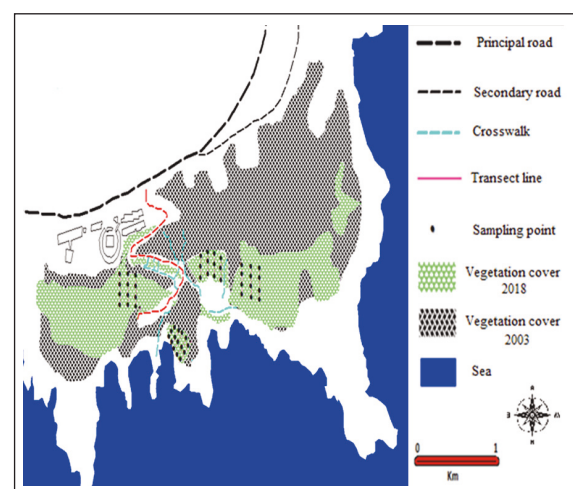 Principal road
Secondary road
Crosswalk
Transect line
Sampling point
Vegetation cover
2018
Vegetation cover
2003
Sea
0 1
Km